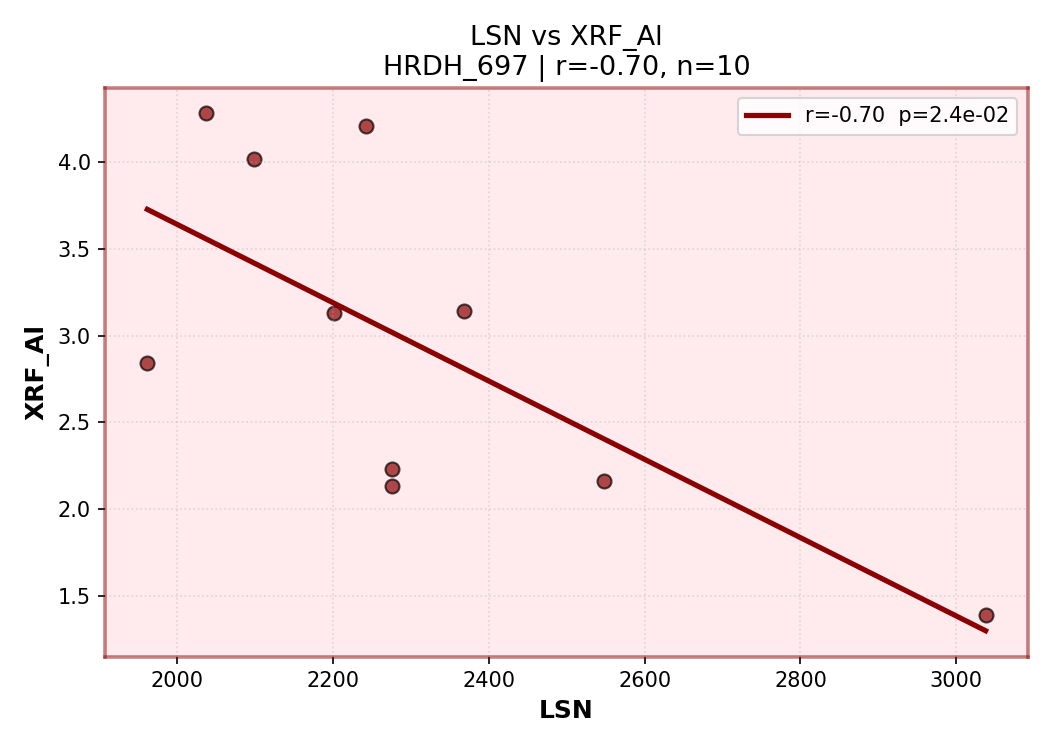 LSN vs XRF_Al
HRDH_697 | r=-0.70, n=10
r=-0.70 p=2.4e-02
XRF_Al
4.0
3.5
3.0
2.5
2.0
1.5
2000 2200 2400 2600 2800 3000
LSN